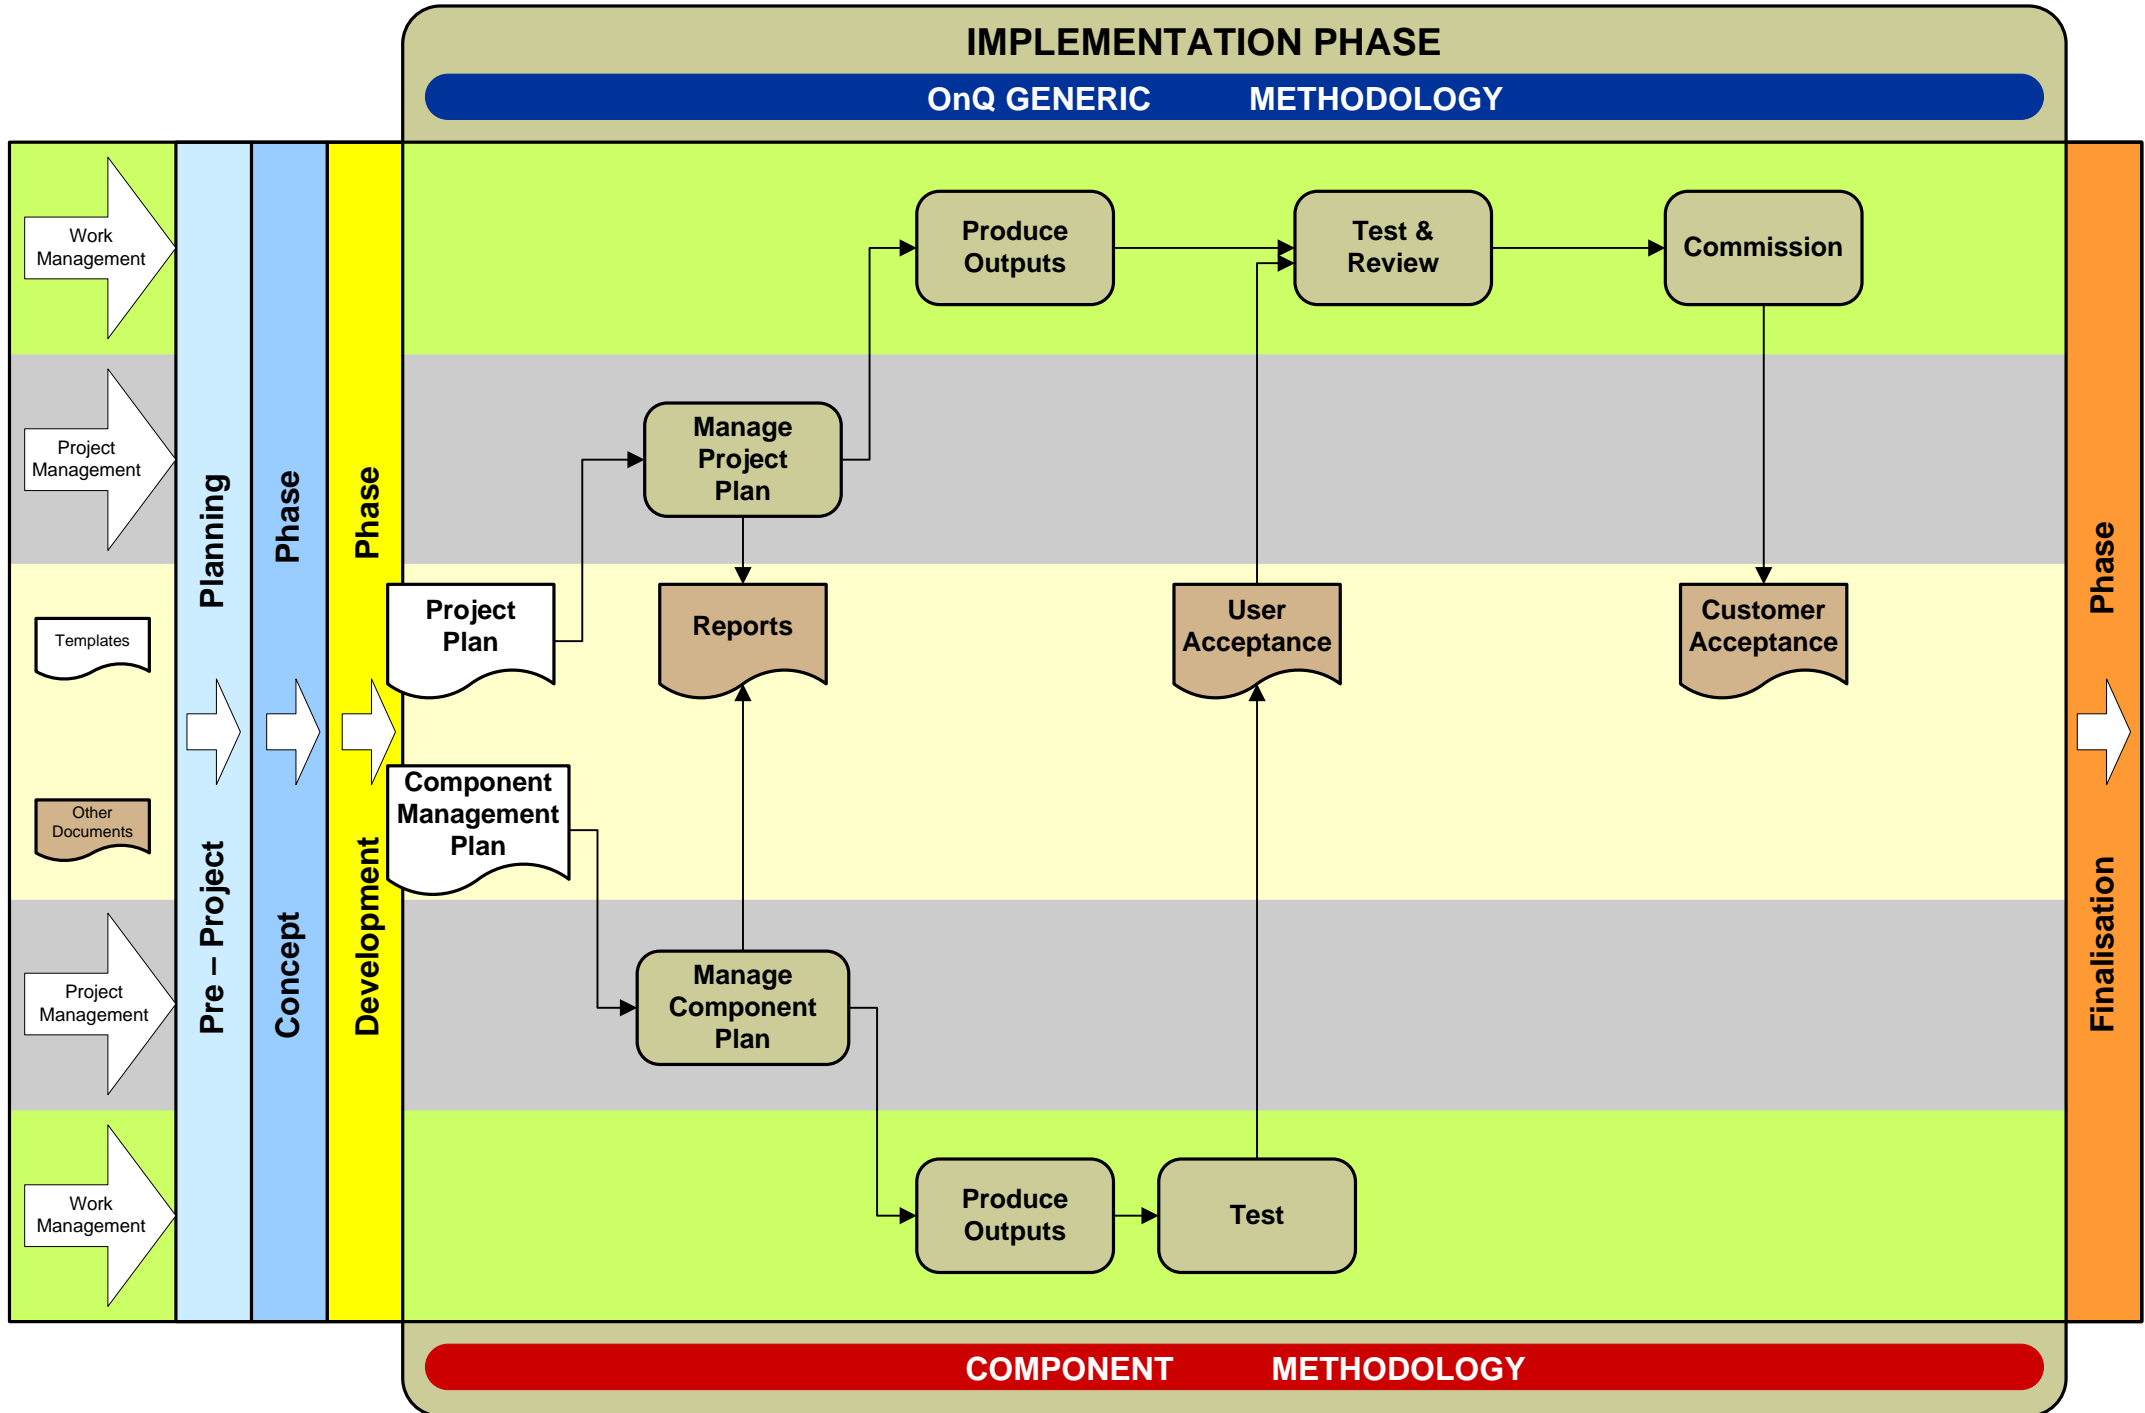 IMPLEMENTATION PHASE
OnQ GENERIC METHODOLOGY
Work
Management
Produce
Outputs
Test &
Review
Commission
Project
Management
Manage
Project
Plan
Pre – Project Planning
Concept Phase
Development Phase
Templates
Project
Plan
Reports
User
Acceptance
Customer
Acceptance
Finalisation Phase
Other
Documents
Component
Management
Plan
Project
Management
Manage
Component
Plan
Work
Management
Produce
Outputs
Test
COMPONENT METHODOLOGY